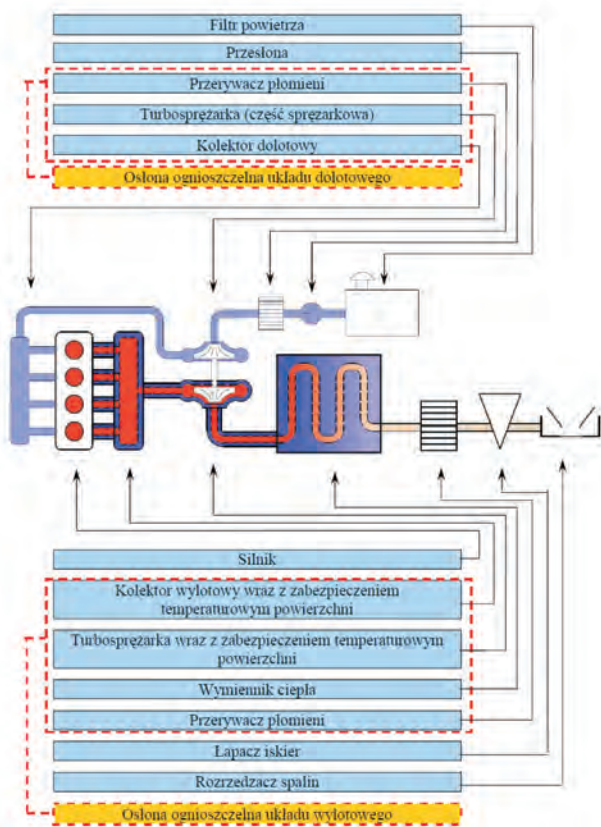 Filtr powietrza
Przesłona
Przerywacz płomieni
Turbosprężarka (część sprężarkowa)
Kolektor dolotowy
Osłona ognioszczelna układu dolotowego
Silnik
Kolektor wylotowy wraz z zabezpieczeniem
temperaturowym powierzchni
Turbosprężarka wraz z zabezpieczeniem temperaturowym
powierzchni
Wymiennik ciepła
Przerywacz płomieni
Łapacz iskier
Rozrzedzacz spalin
Osłona ognioszczelna układu wylotowego